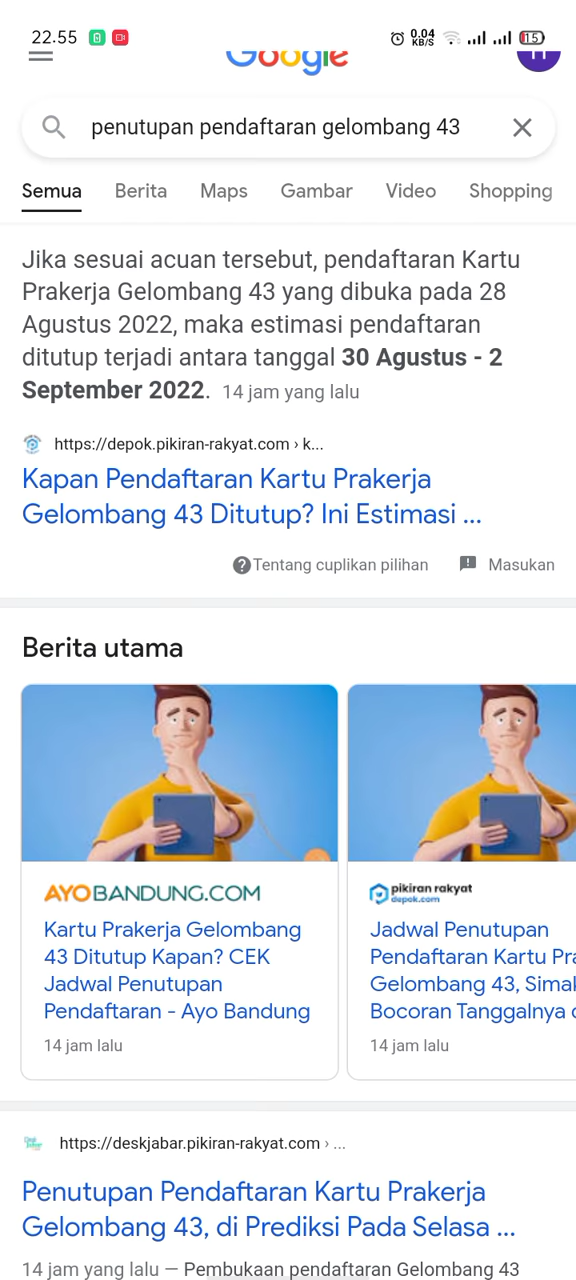 22.55
0.04
KB/S
15
Google
penutupan pendaftaran gelombang 43
Semua Berita Maps Gambar Video Shopping
Jika sesuai acuan tersebut, pendaftaran Kartu
Prakerja Gelombang 43 yang dibuka pada 28
Agustus 2022, maka estimasi pendaftaran
ditutup terjadi antara tanggal 30 Agustus - 2
September 2022. 14 jam yang lalu
https://depok.pikiran-rakyat.com › k...
Kapan Pendaftaran Kartu Prakerja
Gelombang 43 Ditutup? Ini Estimasi ...
Tentang cuplikan pilihan Masukan
Berita utama
AYOBANDUNG.COM
Kartu Prakerja Gelombang
43 Ditutup Kapan? CEK
Jadwal Penutupan
Pendaftaran - Ayo Bandung
14 jam lalu
pikiran rakyat
depok.com
Jadwal Penutupan
Pendaftaran Kartu Pra
Gelombang 43, Sima
Bocoran Tanggalnya
14 jam lalu
https://deskjabar.pikiran-rakyat.com › ...
Penutupan Pendaftaran Kartu Prakerja
Gelombang 43, di Prediksi Pada Selasa ...
14 jam yang lalu — Pembukaan pendaftaran Gelombang 43